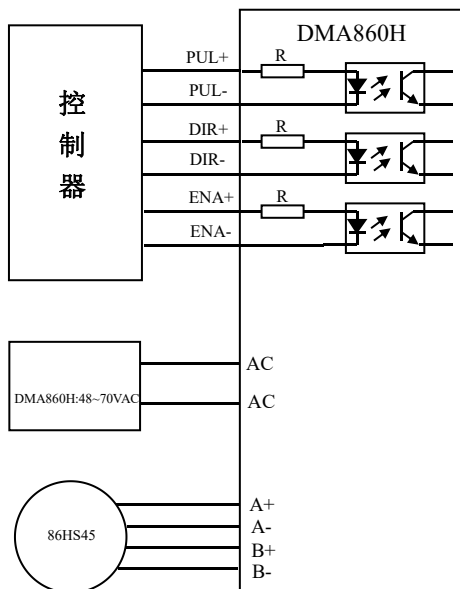 DMA860H
控制器
PUL+
R
PUL-
DIR+
R
DIR-
ENA+
R
ENA-
DMA860H:48~70VAC
AC
AC
86HS45
A+
A-
B+
B-